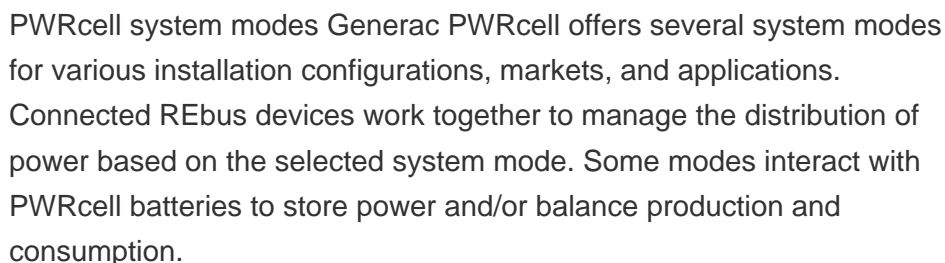 PWRcell system modes Generac PWRcell offers several system modes
for various installation configurations, markets, and applications.
Connected REbus devices work together to manage the distribution of
power based on the selected system mode. Some modes interact with
PWRcell batteries to store power and/or balance production and
consumption.